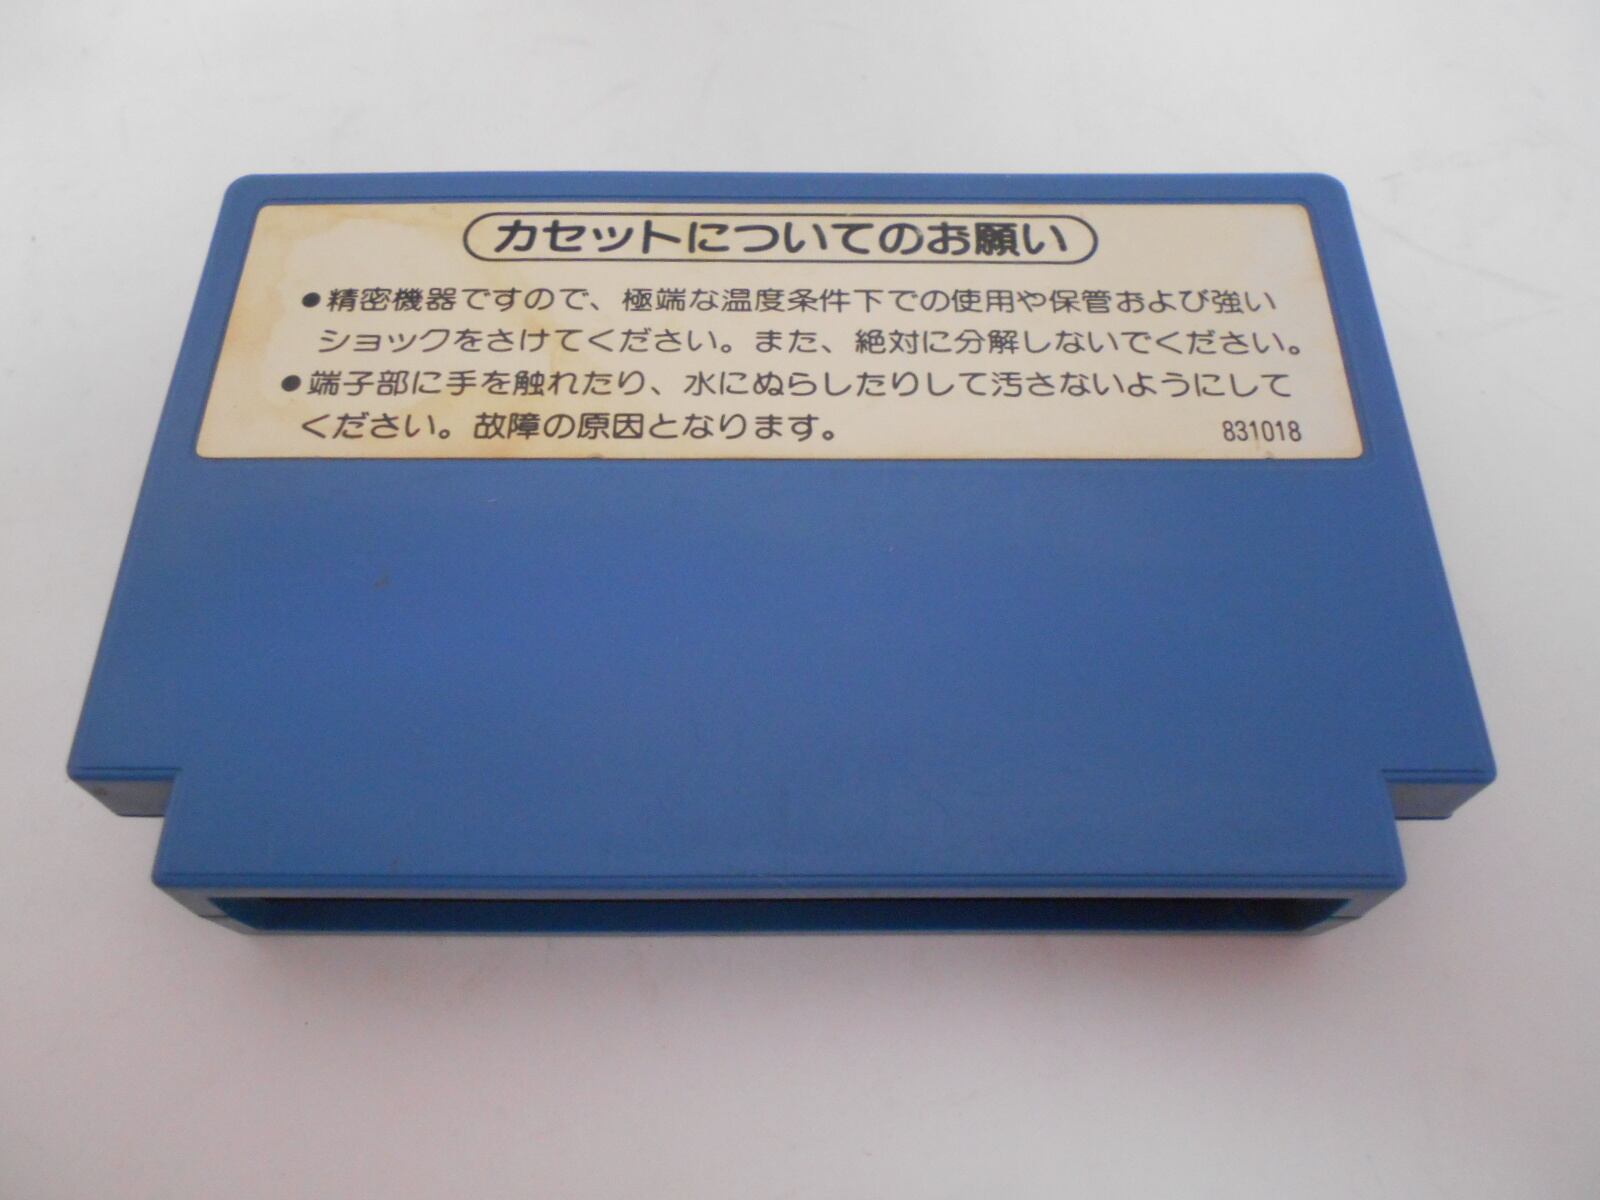 カセットについてのお願い
●精密機器ですので、極端な温度条件下での使用や保管および強い
ショックをさけてください。また、絶対に分解しないでください。
●端子部に手を触れたり、水にぬらしたりして汚さないようにして
ください。故障の原因となります。 831018